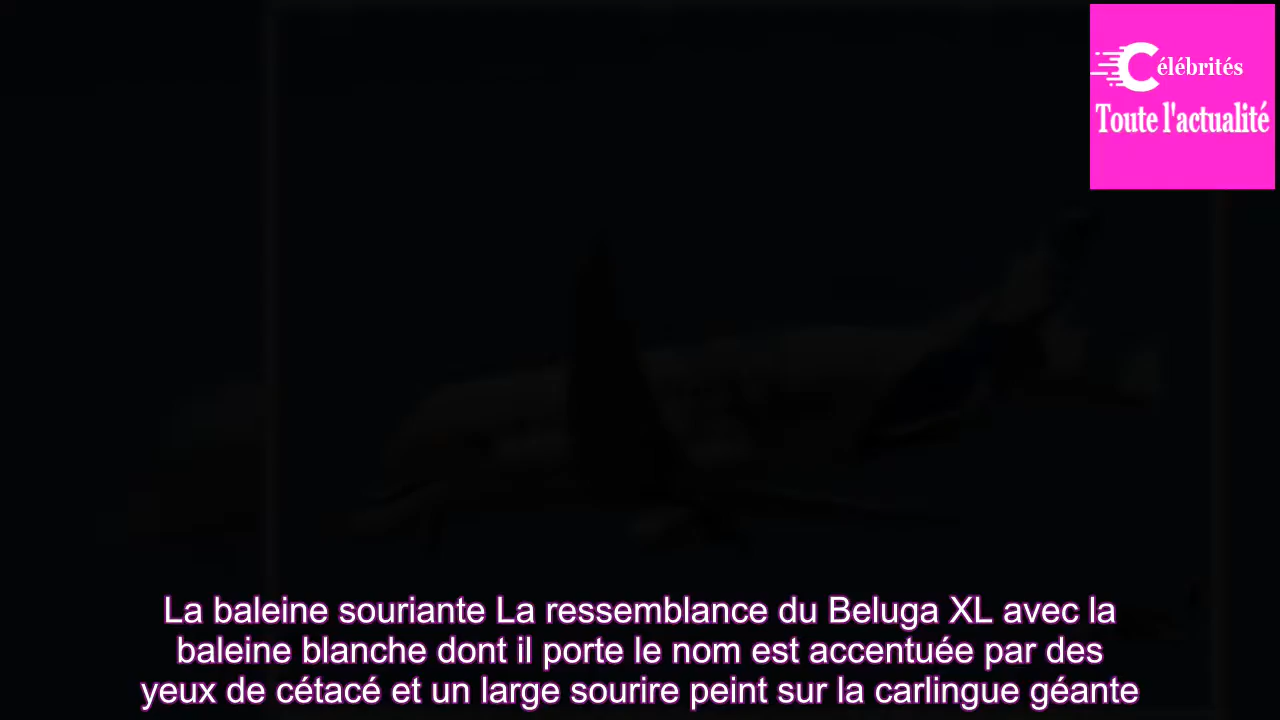 Célébrités
Toute l'actualité
La baleine souriante La ressemblance du Beluga XL avec la
baleine blanche dont il porte le nom est accentuée par des
yeux de cétacé et un large sourire peint sur la carlingue géante